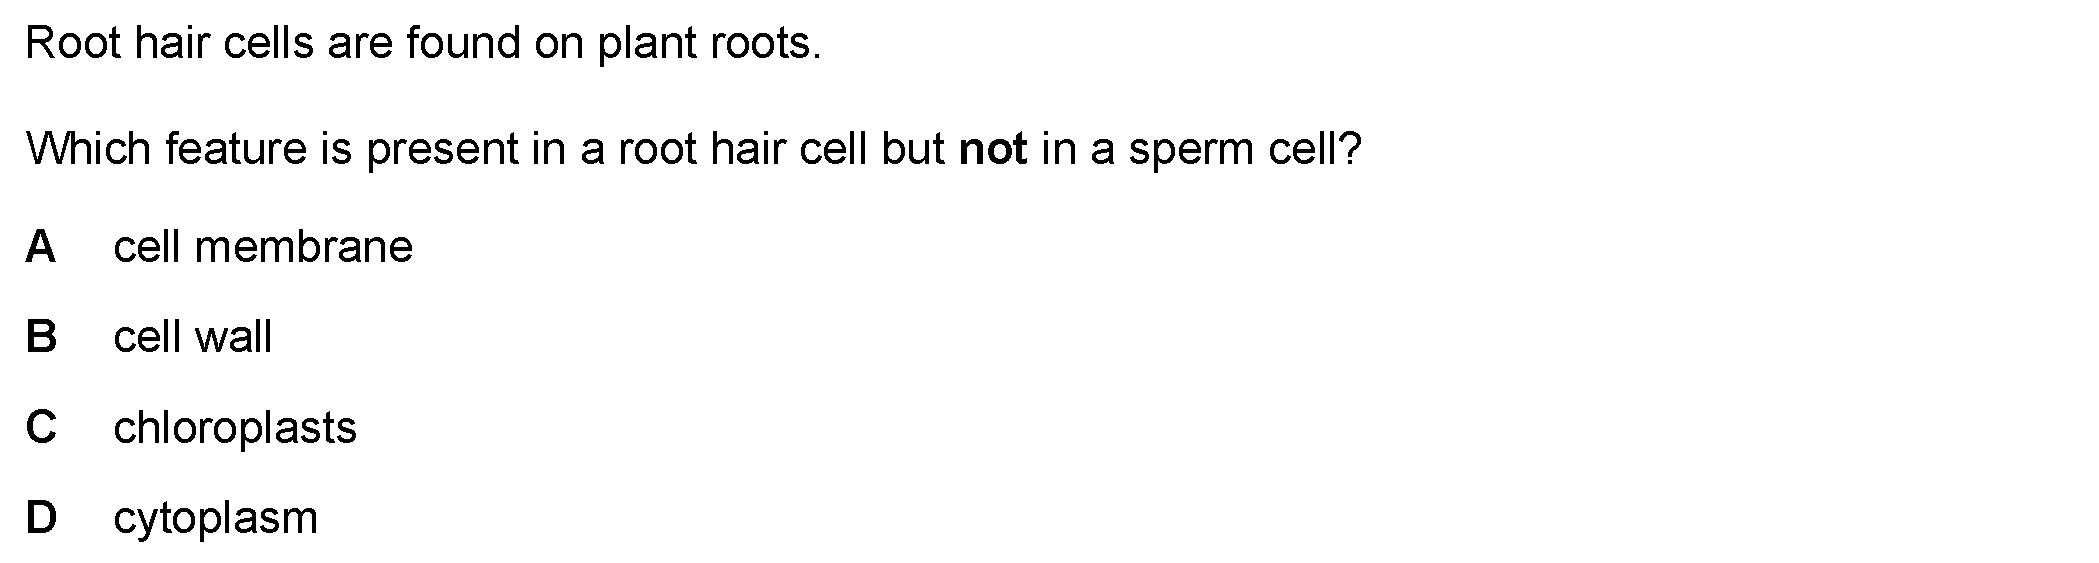 Root hair cells are found on plant roots.
Which feature is present in a root hair cell but not in a sperm cell?
A cell membrane
B cell wall
C chloroplasts
D cytoplasm